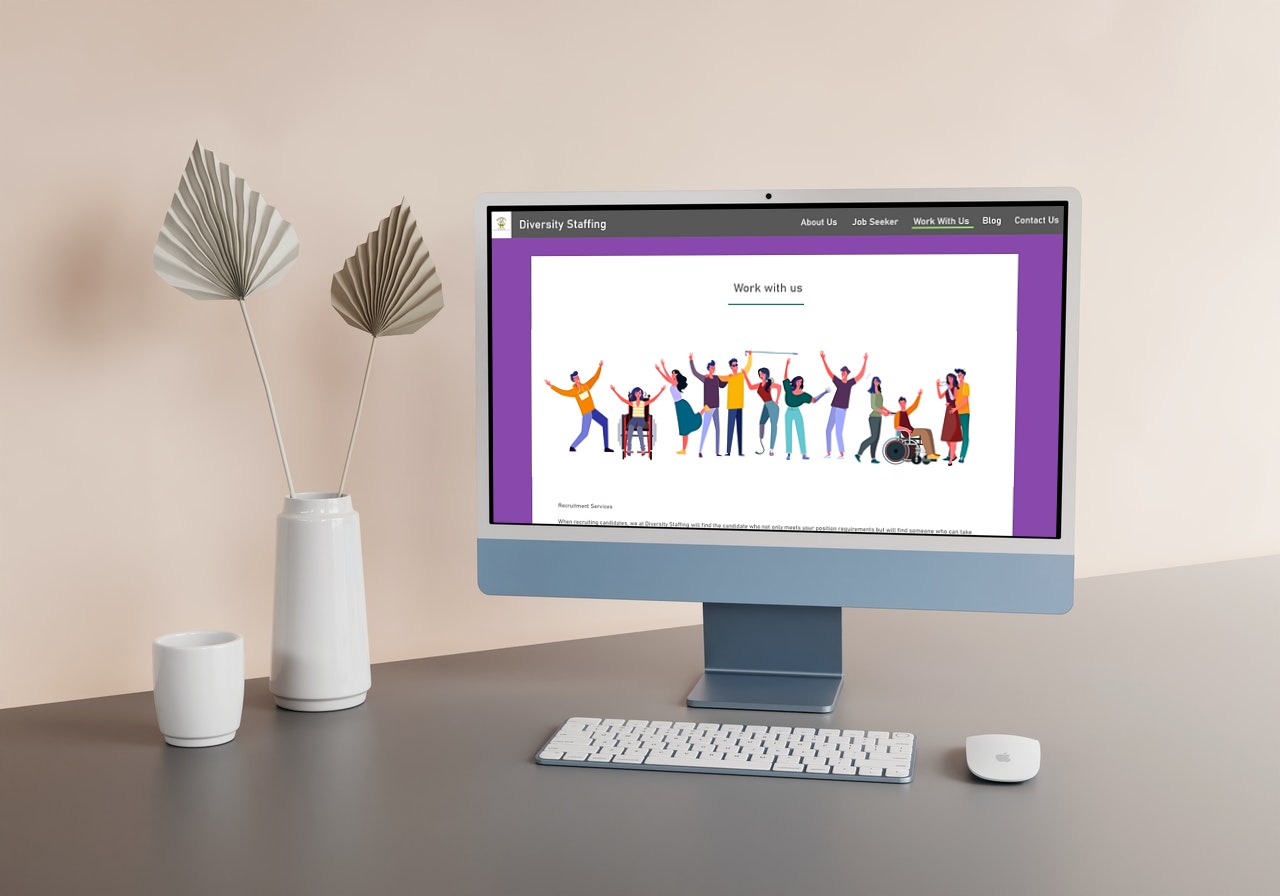 Diversity Staffing
About Us Job Seeker Work With Us Blog Contact Us
Work with us
Recruitment Services
When recruiting candidates, we at Diversity Staffing will find the candidate who not only meets your position requirements but will find someone who can take